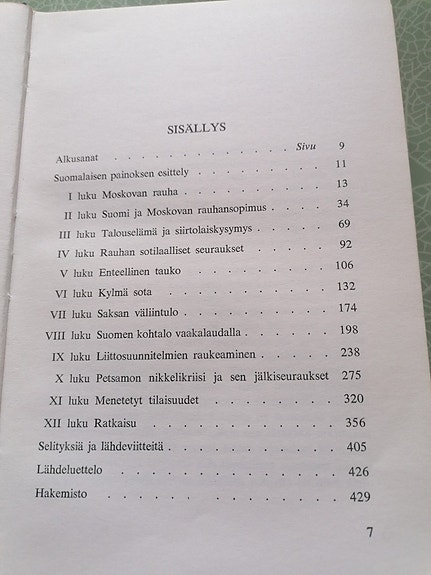 SISÄLLYS
Alkusanat . . . . . . . . . . . . . Sivu 9
Suomalaisen painoksen esittely . . . . . . . . . 11
I luku Moskovan rauha . . . . . . . . . . 13
II luku Suomi ja Moskovan rauhansopimus . . . . 34
III luku Talouselämä ja siirtolaiskysymys . . . . . 69
IV luku Rauhan sotilaalliset seuraukset . . . . . 92
V luku Enteellinen tauko . . . . . . . . . 106
VI luku Kylmä sota . . . . . . . . . . . 132
VII luku Saksan väliintulo . . . . . . . . . 174
VIII luku Suomen kohtalo vaakalaudalla . . . . . 198
IX luku Liittosuunnitelmien raukeaminen . . . . . 238
X luku Petsamon nikkelikriisi ja sen jälkiseuraukset 275
XI luku Menetetyt tilaisuudet . . . . . . . . 320
XII luku Ratkaisu . . . . . . . . . . . 356
Selityksiä ja lähdeviitteitä . . . . . . . . . . . 405
Lähdeluettelo . . . . . . . . . . . . . 426
Hakemisto . . . . . . . . . . . . . 429
7